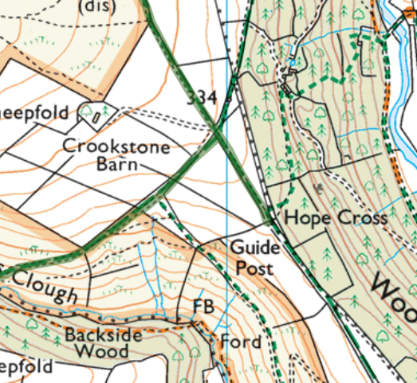 (dis)
334
eepfold
Crookstone
Barn
Hope Cross
Guide
Post
Clough
Woo
FB
Backside
Wood
Ford
epfold